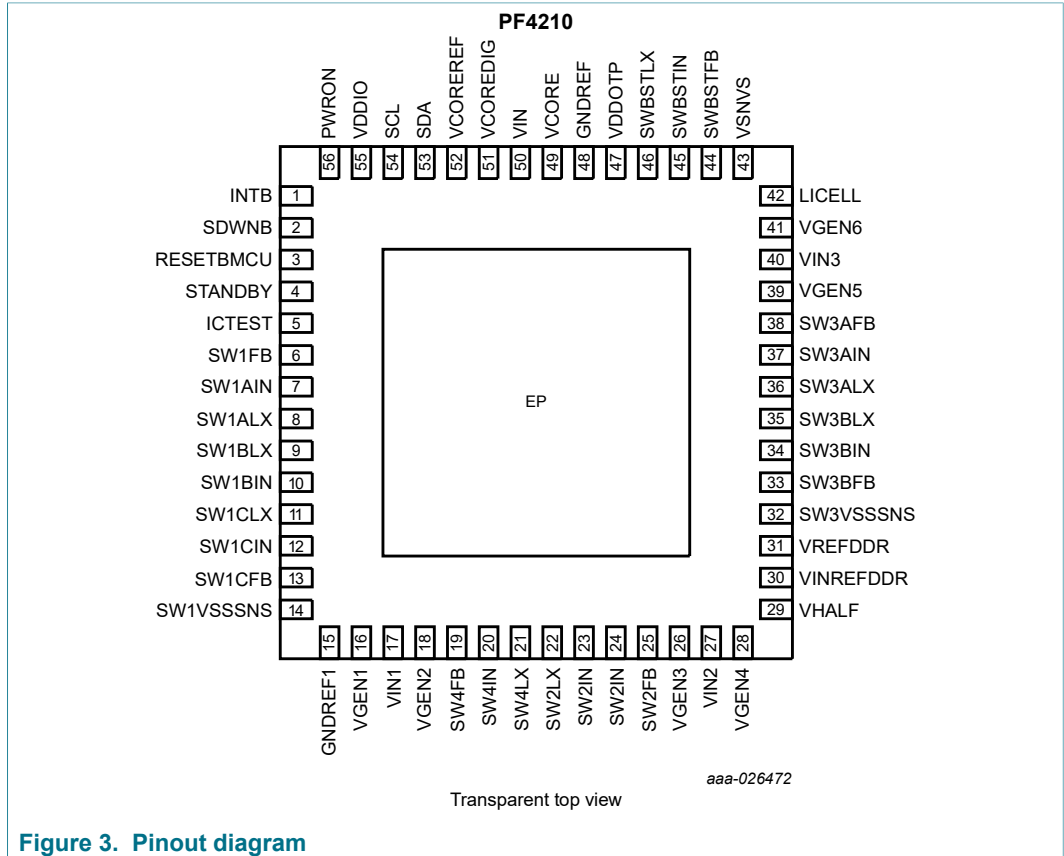 PF4210
PWRON
VDDIO
SCL
SDA
VCOREREF
VCOREDIG
VIN
VCORE
GNDREF
VDDOTP
SWBSTLX
SWBSTIN
SWBSTFB
VSNVS
56
55
54
53
52
51
50
49
48
47
46
45
44
43
INTB 1
SDWNB 2
RESETBMCU 3
STANDBY 4
ICTEST 5
SW1FB 6
SW1AIN 7
SW1ALX 8
SW1BLX 9
SW1BIN 10
SW1CLX 11
SW1CIN 12
SW1CFB 13
SW1VSSSNS 14
EP
42 LICELL
41 VGEN6
40 VIN3
39 VGEN5
38 SW3AFB
37 SW3AIN
36 SW3ALX
35 SW3BLX
34 SW3BIN
33 SW3BFB
32 SW3VSSSNS
31 VREFDDR
30 VINREFDDR
29 VHALF
15
16
17
18
19
20
21
22
23
24
25
26
27
28
GNDREF1
VGEN1
VIN1
VGEN2
SW4FB
SW4IN
SW4LX
SW2LX
SW2IN
SW2IN
SW2FB
VGEN3
VIN2
VGEN4
aaa-026472
Transparent top view
Figure 3. Pinout diagram